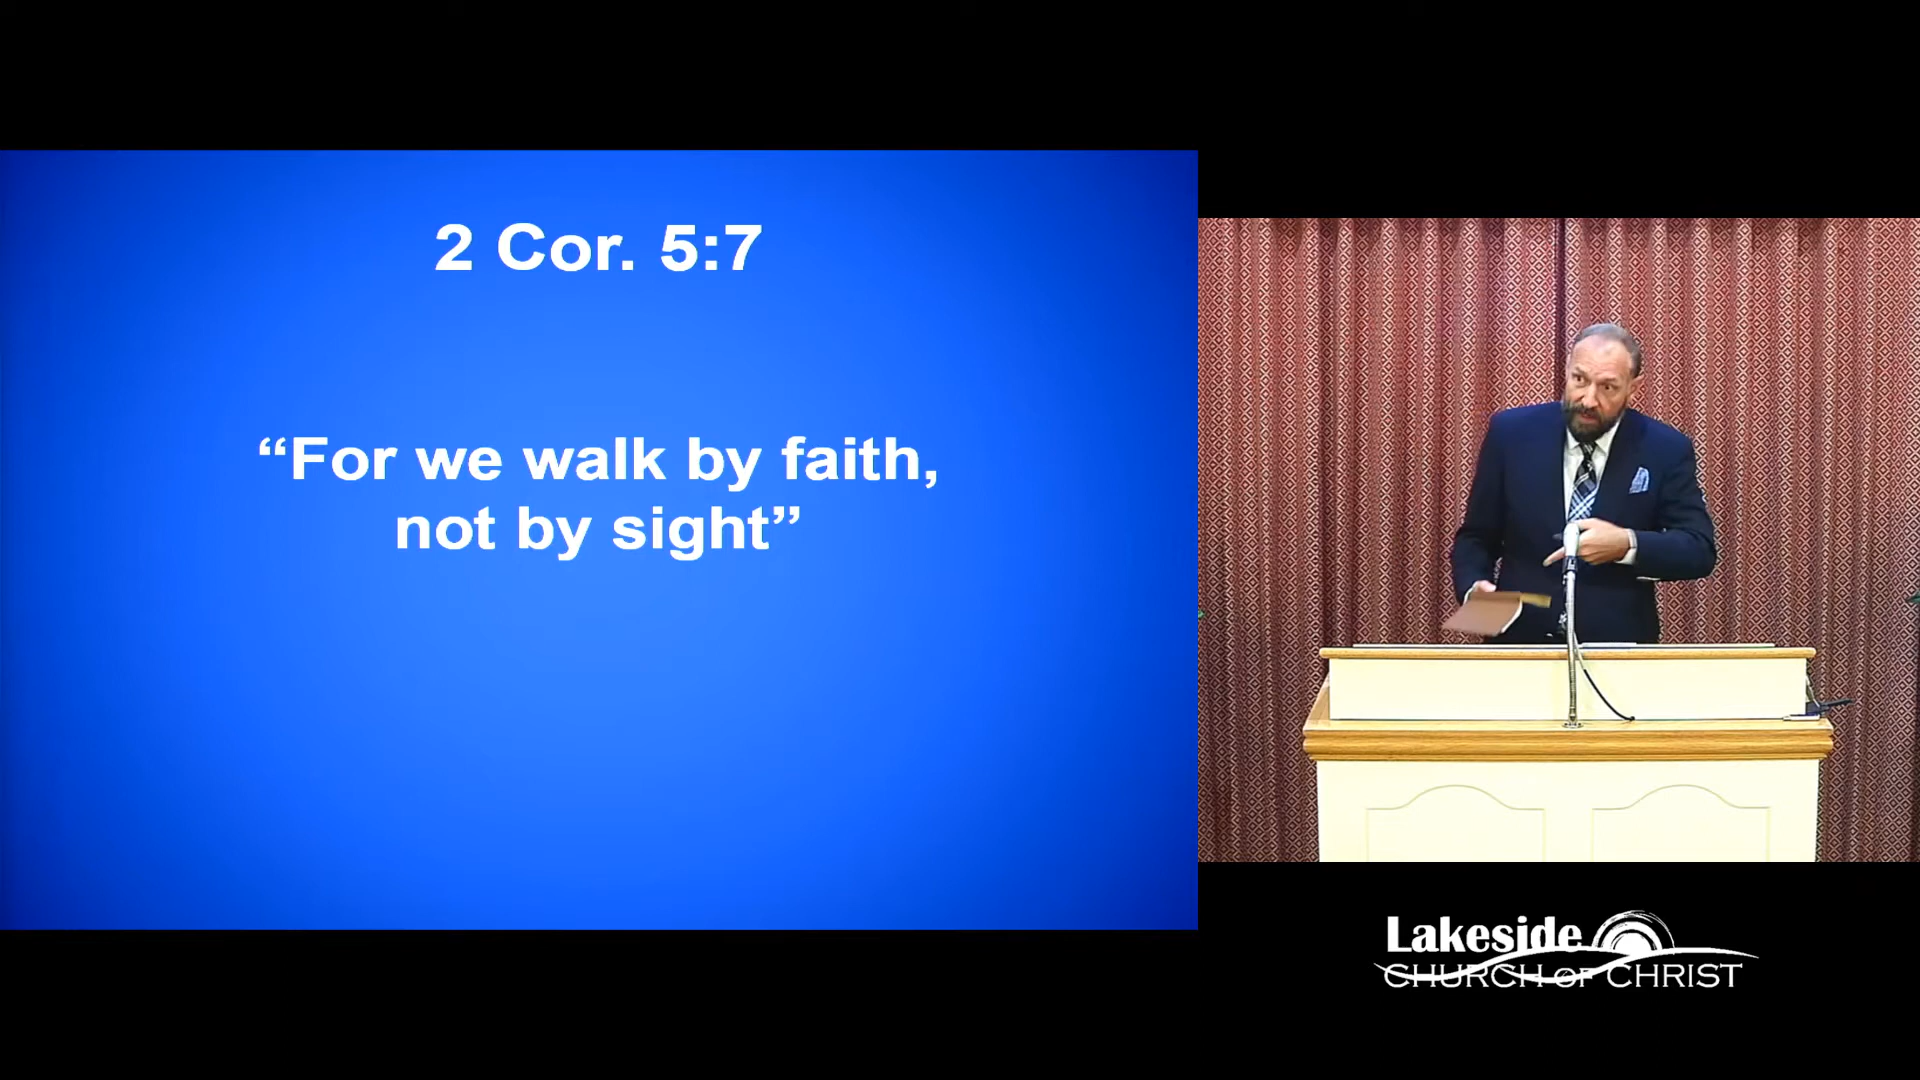 2 Cor. 5:7
“For we walk by faith,
not by sight”
Lakeside
CHURCH OF CHRIST